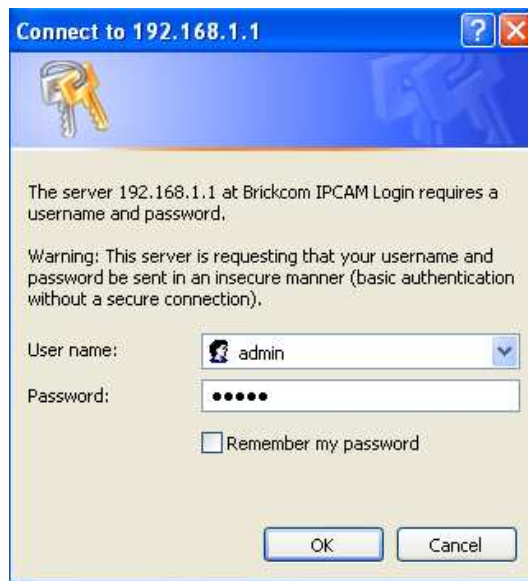 Connect to 192.168.1.1
The server 192.168.1.1 at Brickcom IPCAM Login requires a
username and password.
Warning: This server is requesting that your username and
password be sent in an insecure manner (basic authentication
without a secure connection).
User name:
admin
Password:
●●●●●
Remember my password
OK
Cancel